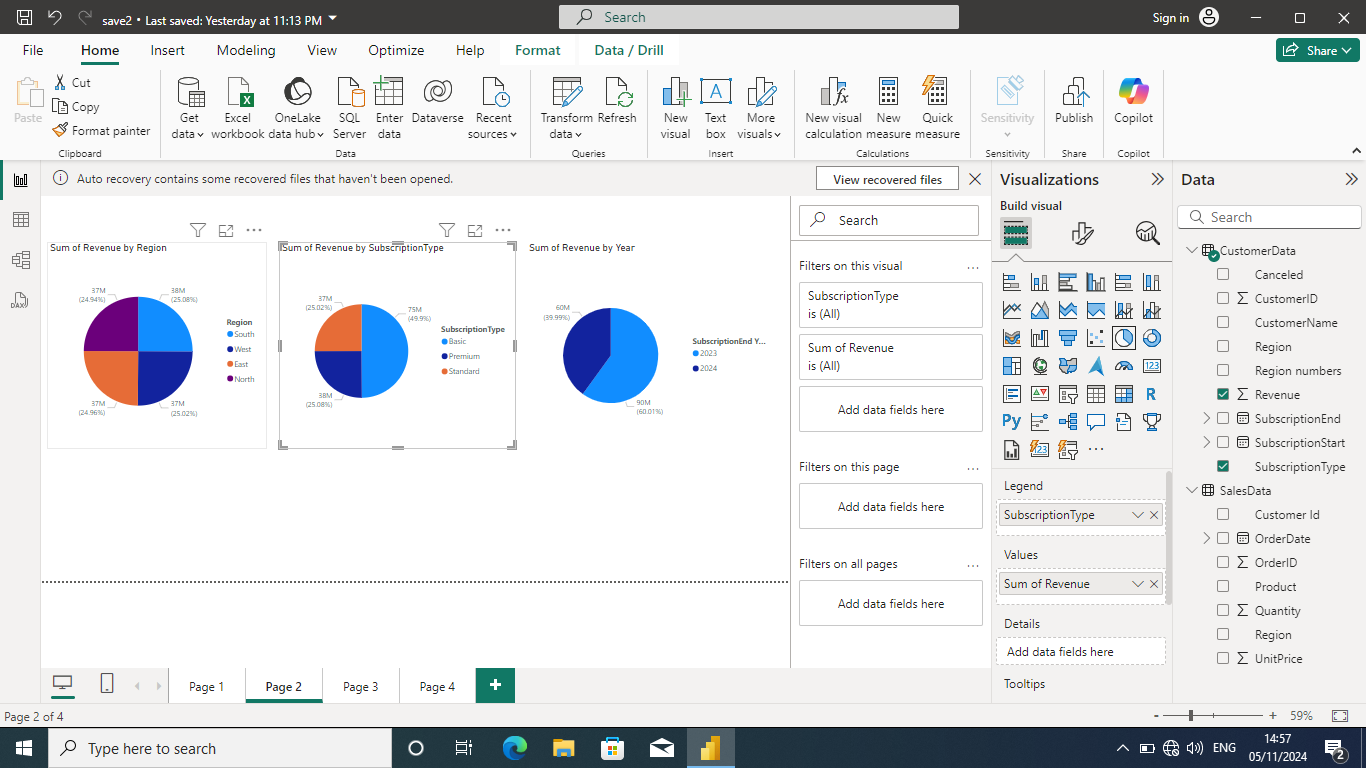 save2 • Last saved: Yesterday at 11:13 PM
Search
Sign in
File
Home
Insert
Modeling
View
Optimize
Help
Format
Data / Drill
Share
Paste
Cut
Copy
Format painter
Clipboard
Get data
Excel workbook
OneLake data hub
SQL Server
Enter data
Dataverse
Recent sources
Data
Transform data
Refresh
Queries
New visual
Text box
More visuals
Insert
New visual calculation
New measure
Quick measure
Calculations
Sensitivity
Sensitivity
Publish
Share
Copilot
Copilot
Auto recovery contains some recovered files that haven't been opened.
View recovered files
Sum of Revenue by Region
37M
(24.94%)
38M
(25.08%)
37M
(24.96%)
37M
(25.02%)
Region
South
West
East
North
Sum of Revenue by SubscriptionType
37M
(25.02%)
75M
(49.9%)
38M
(25.08%)
SubscriptionType
Basic
Premium
Standard
Sum of Revenue by Year
60M
(39.99%)
90M
(60.01%)
SubscriptionEnd Y...
2023
2024
Search
Filters on this visual
SubscriptionType
is (All)
Sum of Revenue
is (All)
Add data fields here
Filters on this page
Add data fields here
Filters on all pages
Add data fields here
Visualizations
Build visual
123
R
Py
Legend
SubscriptionType
Values
Sum of Revenue
Details
Add data fields here
Tooltips
Data
Search
CustomerData
Canceled
CustomerID
CustomerName
Region
Region numbers
Revenue
SubscriptionEnd
SubscriptionStart
SubscriptionType
SalesData
Customer Id
OrderDate
OrderID
Product
Quantity
Region
UnitPrice
Page 1
Page 2
Page 3
Page 4
Page 2 of 4
- + 59%
Type here to search
ENG
14:57
05/11/2024
2